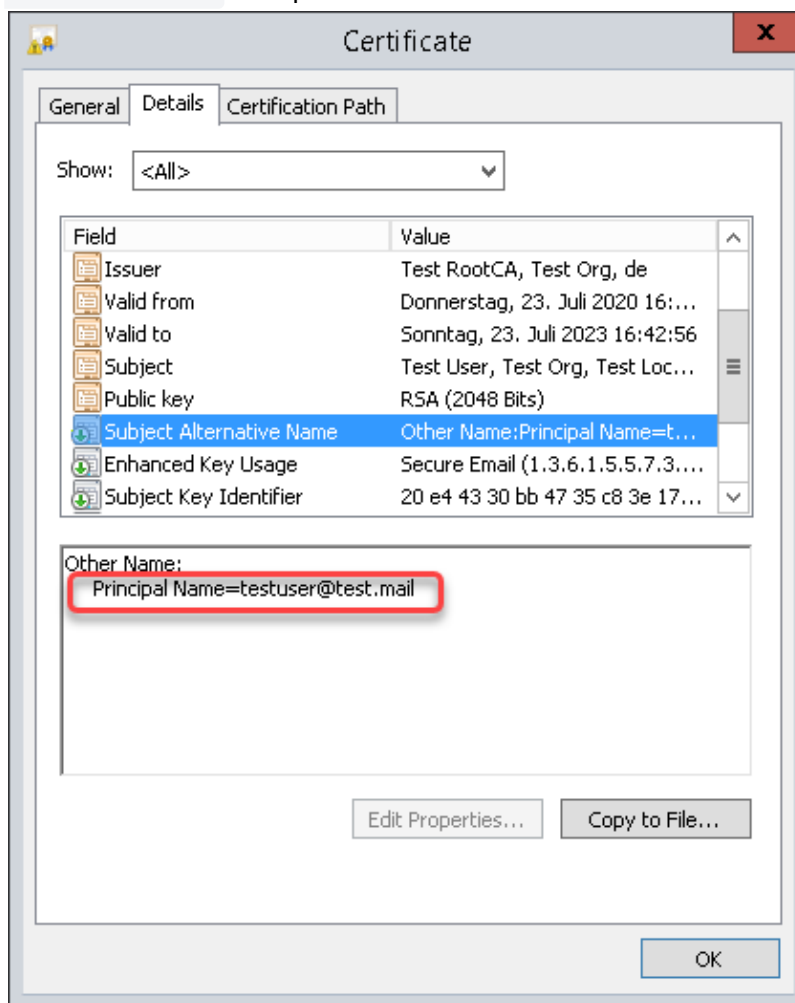 Certificate
x
General Details Certification Path
Show: <All>
Field Value
Issuer Test RootCA, Test Org, de
Valid from Donnerstag, 23. Juli 2020 16:...
Valid to Sonntag, 23. Juli 2023 16:42:56
Subject Test User, Test Org, Test Loc...
Public key RSA (2048 Bits)
Subject Alternative Name Other Name:Principal Name=t...
Enhanced Key Usage Secure Email (1.3.6.1.5.5.7.3....
Subject Key Identifier 20 e4 43 30 bb 47 35 c8 3e 17...
Other Name:
Principal Name=testuser@test.mail
Edit Properties... Copy to File...
OK